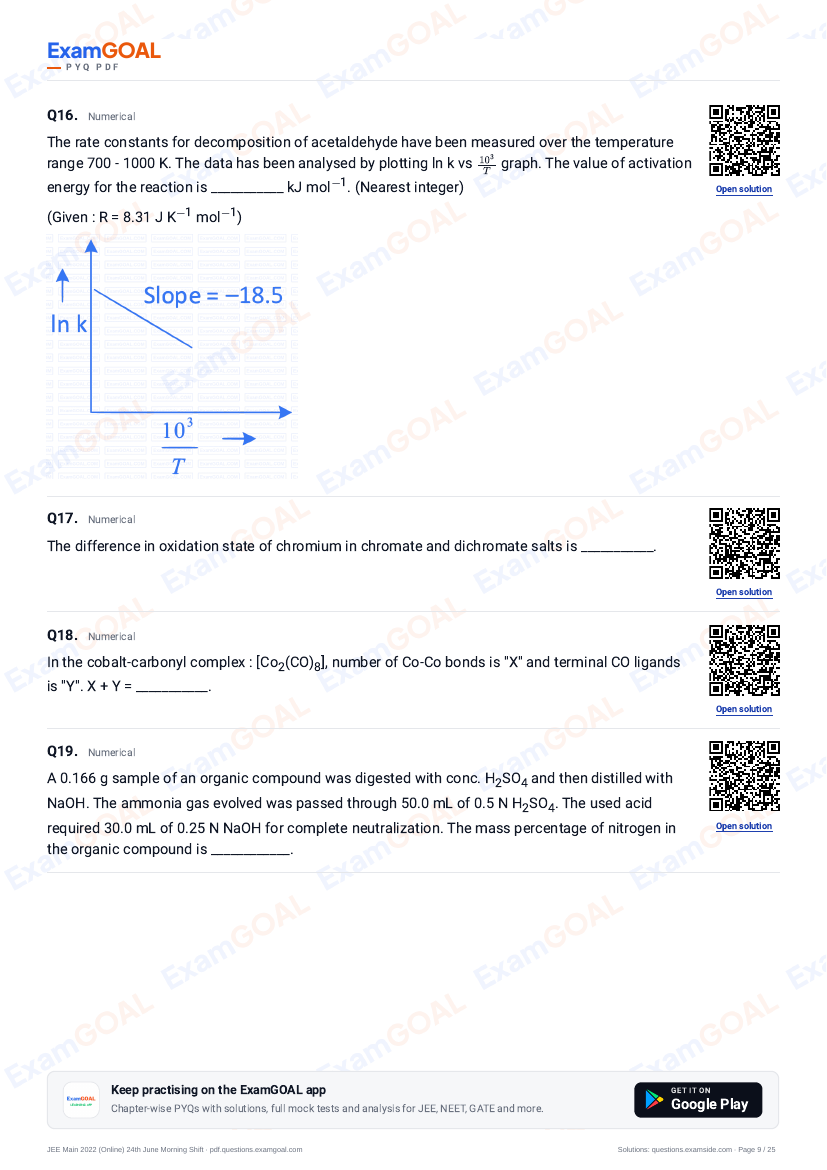 ExamGOAL
PYQ PDF
Q16. Numerical
The rate constants for decomposition of acetaldehyde have been measured over the temperature
range 700 - 1000 K. The data has been analysed by plotting ln k vs 10³/T graph. The value of activation
energy for the reaction is ___________ kJ mol⁻¹. (Nearest integer)
(Given : R = 8.31 J K⁻¹ mol⁻¹)
Open solution
Slope = –18.5
ln k
10³
T
Q17. Numerical
The difference in oxidation state of chromium in chromate and dichromate salts is ___________.
Open solution
Q18. Numerical
In the cobalt-carbonyl complex : [Co₂(CO)₈], number of Co-Co bonds is "X" and terminal CO ligands
is "Y". X + Y = ___________.
Open solution
Q19. Numerical
A 0.166 g sample of an organic compound was digested with conc. H₂SO₄ and then distilled with
NaOH. The ammonia gas evolved was passed through 50.0 mL of 0.5 N H₂SO₄. The used acid
required 30.0 mL of 0.25 N NaOH for complete neutralization. The mass percentage of nitrogen in
the organic compound is ____________.
Open solution
ExamGOAL
Keep practising on the ExamGOAL app
Chapter-wise PYQs with solutions, full mock tests and analysis for JEE, NEET, GATE and more.
GET IT ON
Google Play
JEE Main 2022 (Online) 24th June Morning Shift · pdf.questions.examgoal.com
Solutions: questions.examside.com · Page 9 / 25